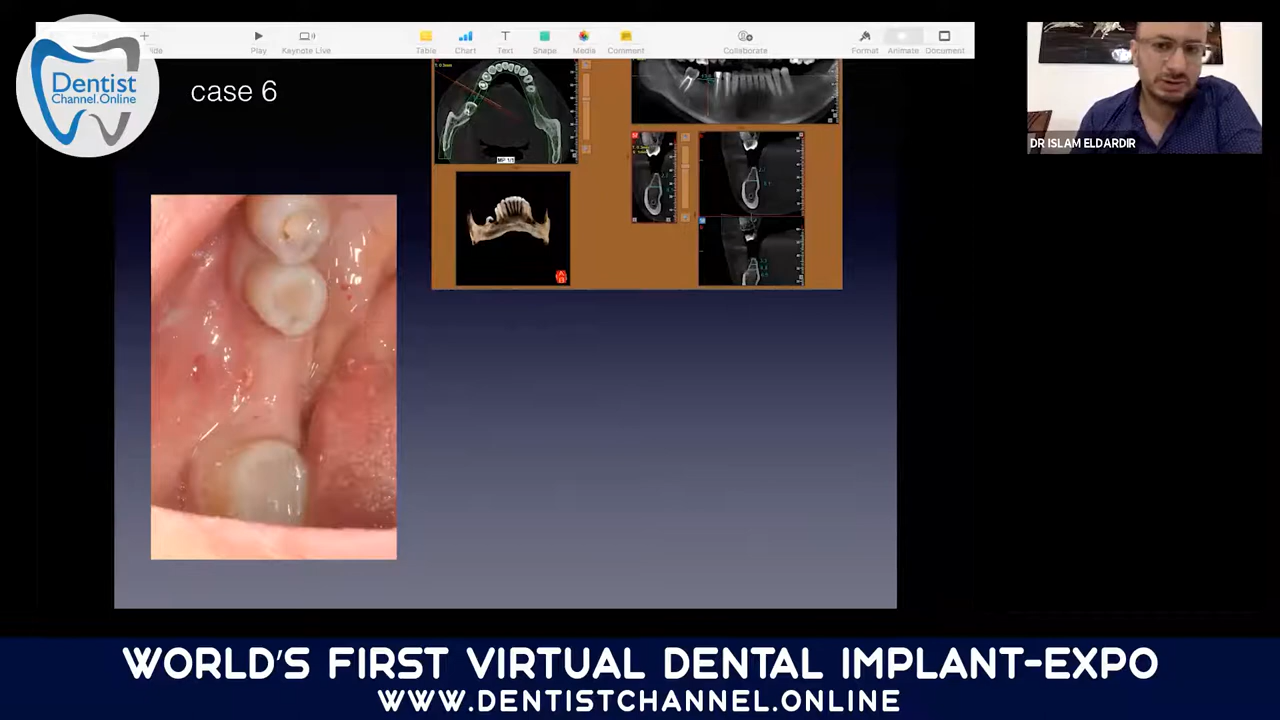 Dentist
Channel.Online
Play
Keynote Live
Table
Chart
Text
Shape
Media
Comment
Collaborate
Format
Animate
Document
case 6
DR ISLAM ELDARDIR
WORLD'S FIRST VIRTUAL DENTAL IMPLANT-EXPO
WWW.DENTISTCHANNEL.ONLINE